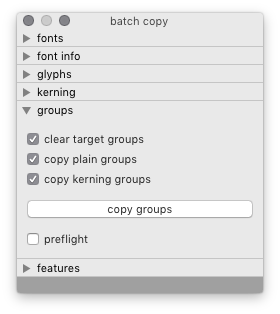 batch copy
fonts
font info
glyphs
kerning
groups
clear target groups
copy plain groups
copy kerning groups
copy groups
preflight
features